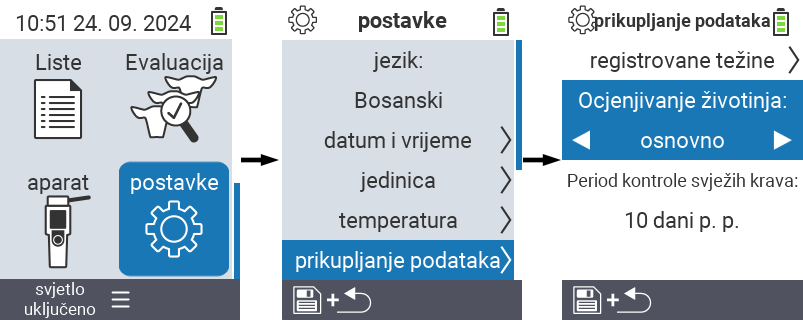 10:51 24. 09. 2024
Liste
Evaluacija
aparat
postavke
svjetlo
uključeno
postavke
jezik:
Bosanski
datum i vrijeme
jedinica
temperatura
prikupljanje podataka
prikupljanje podataka
registrovane težine
Ocjenjivanje životinja:
osnovno
Period kontrole svježih krava:
10 dani p. p.